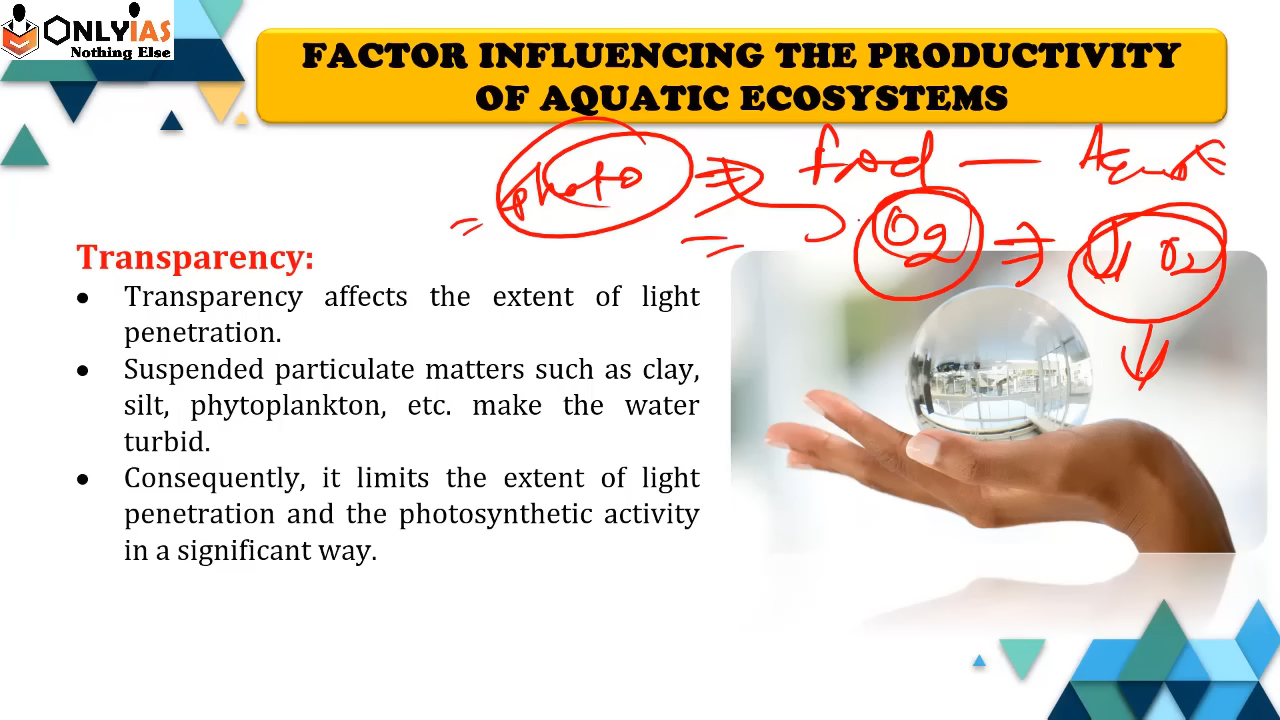 ONLYIAS
Nothing Else
FACTOR INFLUENCING THE PRODUCTIVITY
OF AQUATIC ECOSYSTEMS
photo ⇒ food —
O2 ⇒ ↓ O2
Transparency:
• Transparency affects the extent of light
penetration.
• Suspended particulate matters such as clay,
silt, phytoplankton, etc. make the water
turbid.
• Consequently, it limits the extent of light
penetration and the photosynthetic activity
in a significant way.